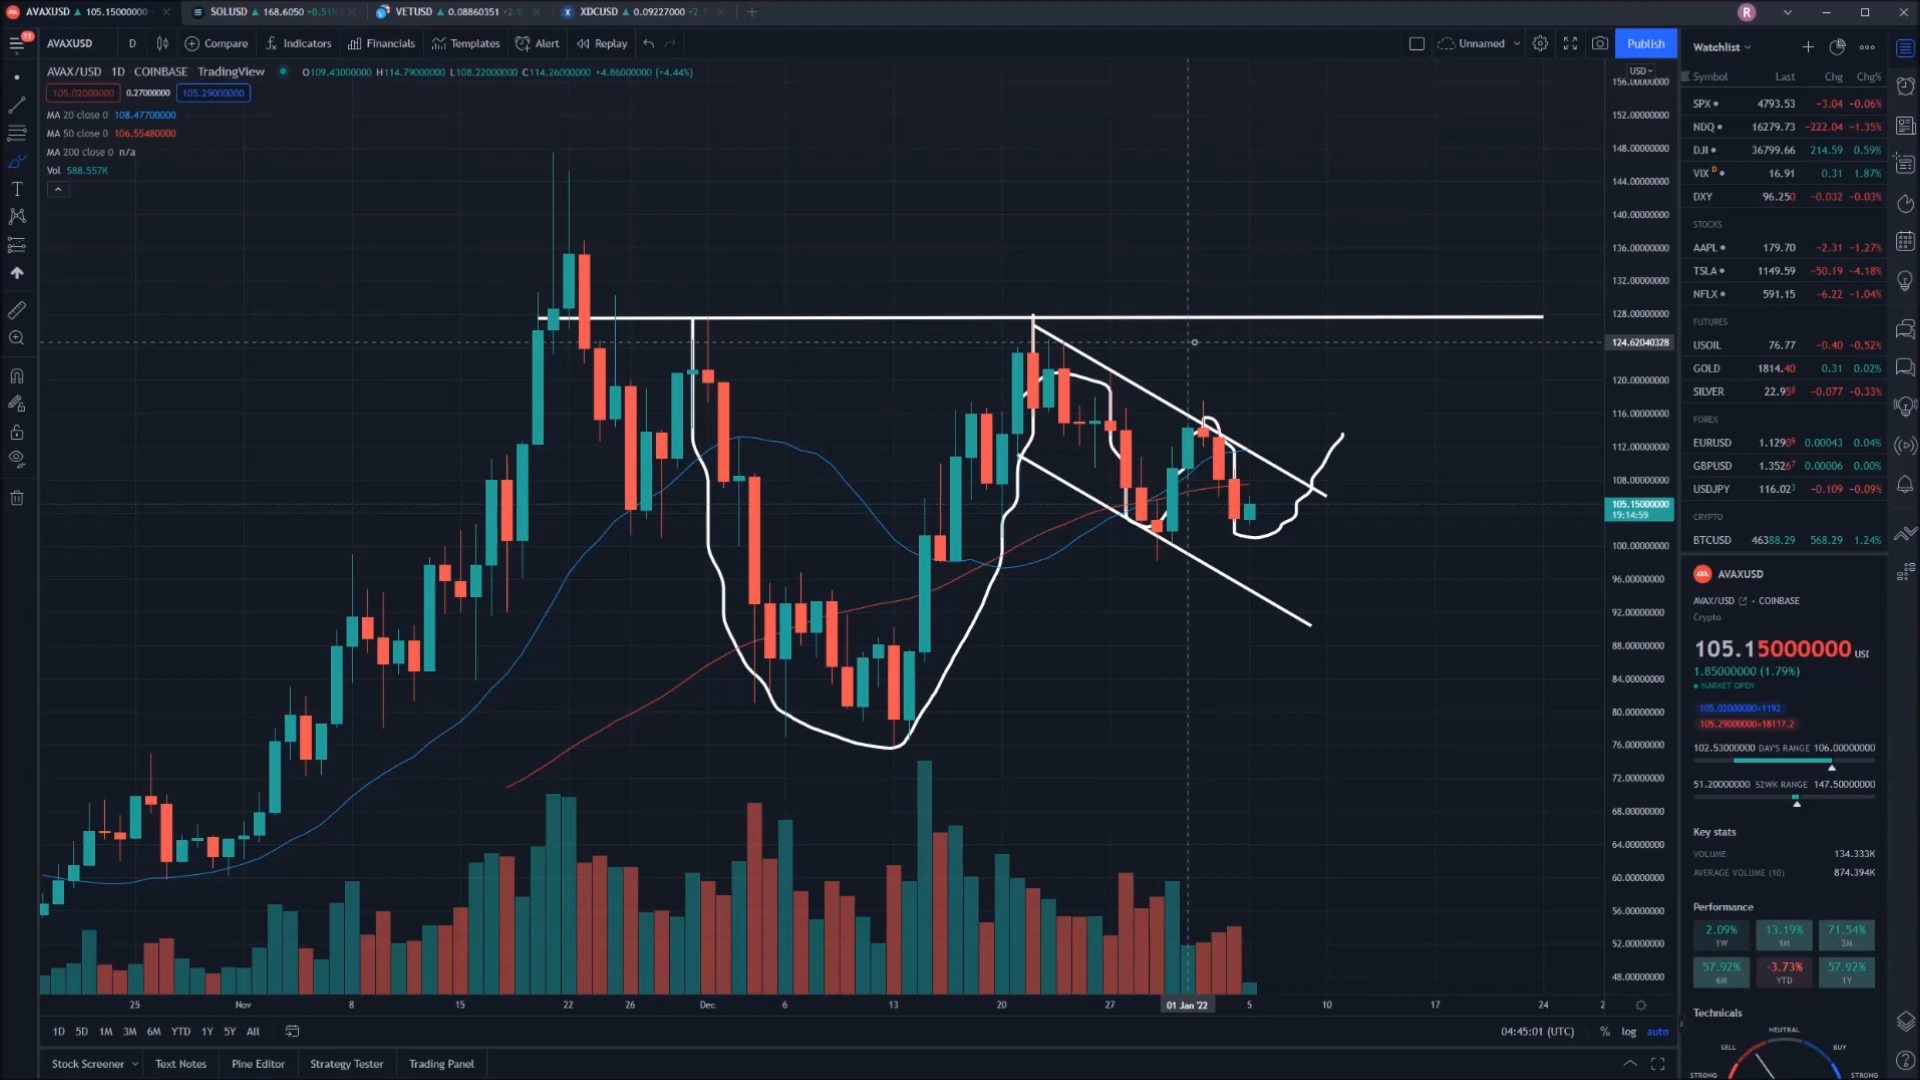 AVAXUSD ▲ 105.15000000 SOLUSD ▲ 168.6050 +0.51% VETUSD ▲ 0.08860351 XDCUSD ▲ 0.09227000 R
11 AVAXUSD D Compare Indicators Financials Templates Alert Replay Unnamed Publish
AVAX/USD · 1D · COINBASE · TradingView O109.43000000 H114.79000000 L108.22000000 C114.26000000 +4.86000000 (+4.44%)
105.02000000 0.27000000 105.29000000
MA 20 close 0 108.47700000
MA 50 close 0 106.55480000
MA 200 close 0 n/a
Vol 588.557K
USD
156.00000000
152.00000000
148.00000000
144.00000000
140.00000000
136.00000000
132.00000000
128.00000000
124.62040328
120.00000000
116.00000000
112.00000000
108.00000000
105.15000000
19:14:59
100.00000000
96.00000000
92.00000000
88.00000000
84.00000000
80.00000000
76.00000000
72.00000000
68.00000000
64.00000000
60.00000000
56.00000000
52.00000000
48.00000000
25 Nov 8 15 22 26 Dec 6 13 20 27 01 Jan '22 5 10 17 24 2
1D 5D 1M 3M 6M YTD 1Y 5Y All 04:45:01 (UTC) % log auto
Stock Screener Text Notes Pine Editor Strategy Tester Trading Panel
Watchlist
Symbol Last Chg Chg%
SPX 4793.53 −3.04 −0.06%
NDQ 16279.73 −222.04 −1.35%
DJI 36799.66 214.59 0.59%
VIX D 16.91 0.31 1.87%
DXY 96.250 −0.032 −0.03%
STOCKS
AAPL 179.70 −2.31 −1.27%
TSLA 1149.59 −50.19 −4.18%
NFLX 591.15 −6.22 −1.04%
FUTURES
USOIL 76.77 −0.40 −0.52%
GOLD 1814.40 0.31 0.02%
SILVER 22.958 −0.077 −0.33%
FOREX
EURUSD 1.12909 0.00043 0.04%
GBPUSD 1.35267 0.00006 0.00%
USDJPY 116.023 −0.109 −0.09%
CRYPTO
BTCUSD 46388.29 568.29 1.24%
AVAXUSD
AVAX/USD • COINBASE
Crypto
105.15000000 USD
1.85000000 (1.79%)
MARKET OPEN
105.02000000×1192
105.29000000×18117.2
102.53000000 DAY'S RANGE 106.00000000
51.20000000 52WK RANGE 147.50000000
Key stats
VOLUME 134.333K
AVERAGE VOLUME (10) 874.394K
Performance
2.09% 13.19% 71.54%
1W 1M 3M
57.92% −3.73% 57.92%
6M YTD 1Y
Technicals
NEUTRAL
SELL BUY
STRONG STRONG